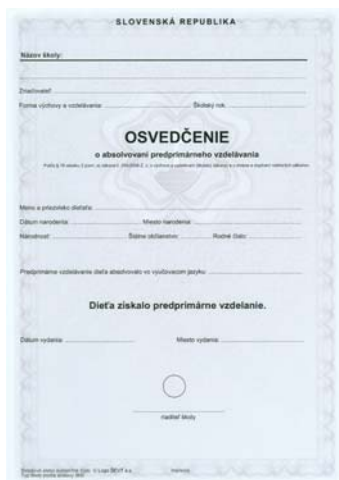 SLOVENSKÁ REPUBLIKA
Názov školy:
Zriaďovateľ:
Forma výchovy a vzdelávania: Školský rok:
OSVEDČENIE
o absolvovaní predprimárneho vzdelávania
Meno a priezvisko dieťaťa:
Dátum narodenia: Miesto narodenia:
Národnosť: Štátne občianstvo: Rodné číslo:
Predprimárne vzdelávanie dieťa absolvovalo vo vyučovacom jazyku:
Dieťa získalo predprimárne vzdelanie.
Dátum vydania: Miesto vydania:
riaditeľ školy